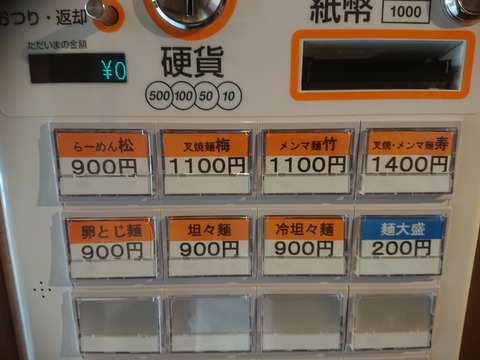 おつり・返却
紙幣
1000
ただいまの金額
¥0
硬貨
500 100 50 10
らーめん松
900円
叉焼麺梅
1100円
メンマ麺竹
1100円
叉焼・メンマ麺寿
1400円
卵とじ麺
900円
坦々麺
900円
冷坦々麺
900円
麺大盛
200円